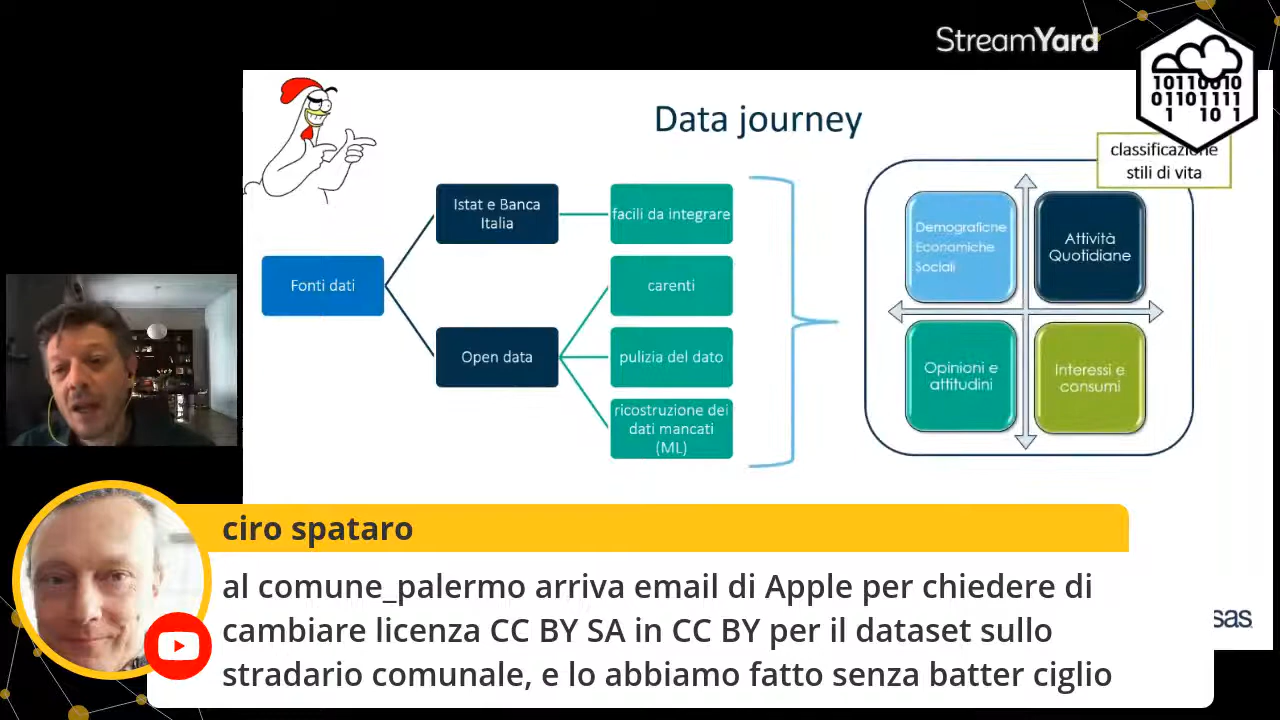 StreamYard
10110010
01101111
1 10 1
Data journey
classificazione
stili di vita
Fonti dati
Istat e Banca
Italia
Open data
facili da integrare
carenti
pulizia del dato
ricostruzione dei
dati mancati
(ML)
Demografiche
Economiche
Sociali
Attività
Quotidiane
Opinioni e
attitudini
Interessi e
consumi
sas
ciro spataro
al comune_palermo arriva email di Apple per chiedere di
cambiare licenza CC BY SA in CC BY per il dataset sullo
stradario comunale, e lo abbiamo fatto senza batter ciglio